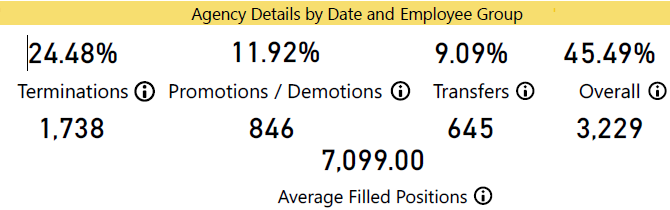 Agency Details by Date and Employee Group
24.48% 11.92% 9.09% 45.49%
Terminations Promotions / Demotions Transfers Overall
1,738 846 645 3,229
7,099.00
Average Filled Positions